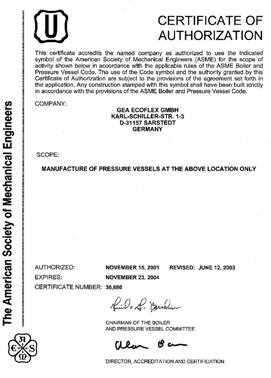 CERTIFICATE OF
AUTHORIZATION
This certificate accredits the named company as authorized to use the indicated
symbol of the American Society of Mechanical Engineers (ASME) for the scope of
activity shown below in accordance with the applicable rules of the ASME Boiler and
Pressure Vessel Code. The use of the Code symbol and the authority granted by this
Certificate of Authorization are subject to the provisions of the agreement set forth in
the application. Any construction stamped with this symbol shall have been built strictly
in accordance with the provisions of the ASME Boiler and Pressure Vessel Code.
COMPANY:
GEA ECOFLEX GMBH
KARL-SCHILLER-STR. 1-3
D-31157 SARSTEDT
GERMANY
SCOPE:
MANUFACTURE OF PRESSURE VESSELS AT THE ABOVE LOCATION ONLY
AUTHORIZED: NOVEMBER 15, 2001 REVISED: JUNE 12, 2003
EXPIRES: NOVEMBER 23, 2004
CERTIFICATE NUMBER: 30,686
CHAIRMAN OF THE BOILER
AND PRESSURE VESSEL COMMITTEE
DIRECTOR, ACCREDITATION AND CERTIFICATION
The American Society of Mechanical Engineers
U
ASME